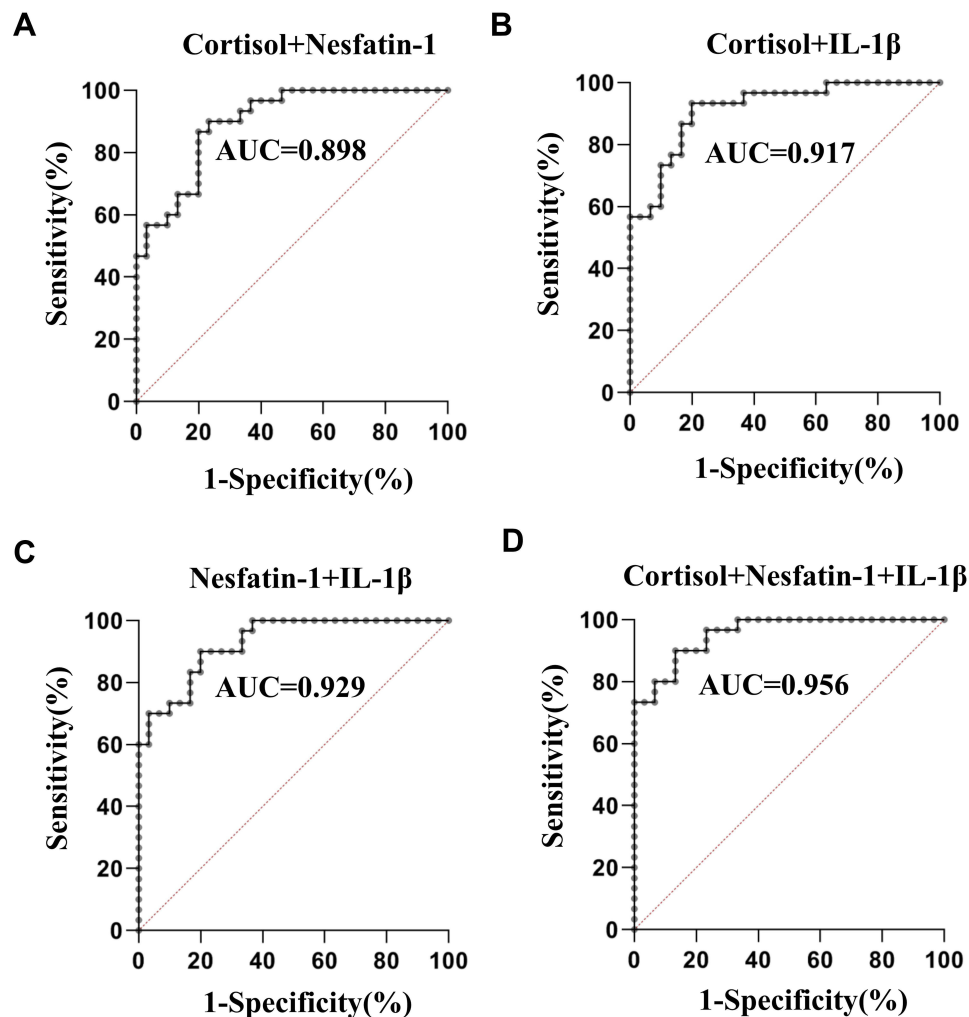 A
Cortisol+Nesfatin-1
100
80
60
40
20
0
Sensitivity(%)
AUC=0.898
0 20 40 60 80 100
1-Specificity(%)
B
Cortisol+IL-1β
100
80
60
40
20
0
Sensitivity(%)
AUC=0.917
0 20 40 60 80 100
1-Specificity(%)
C
Nesfatin-1+IL-1β
100
80
60
40
20
0
Sensitivity(%)
AUC=0.929
0 20 40 60 80 100
1-Specificity(%)
D
Cortisol+Nesfatin-1+IL-1β
100
80
60
40
20
0
Sensitivity(%)
AUC=0.956
0 20 40 60 80 100
1-Specificity(%)